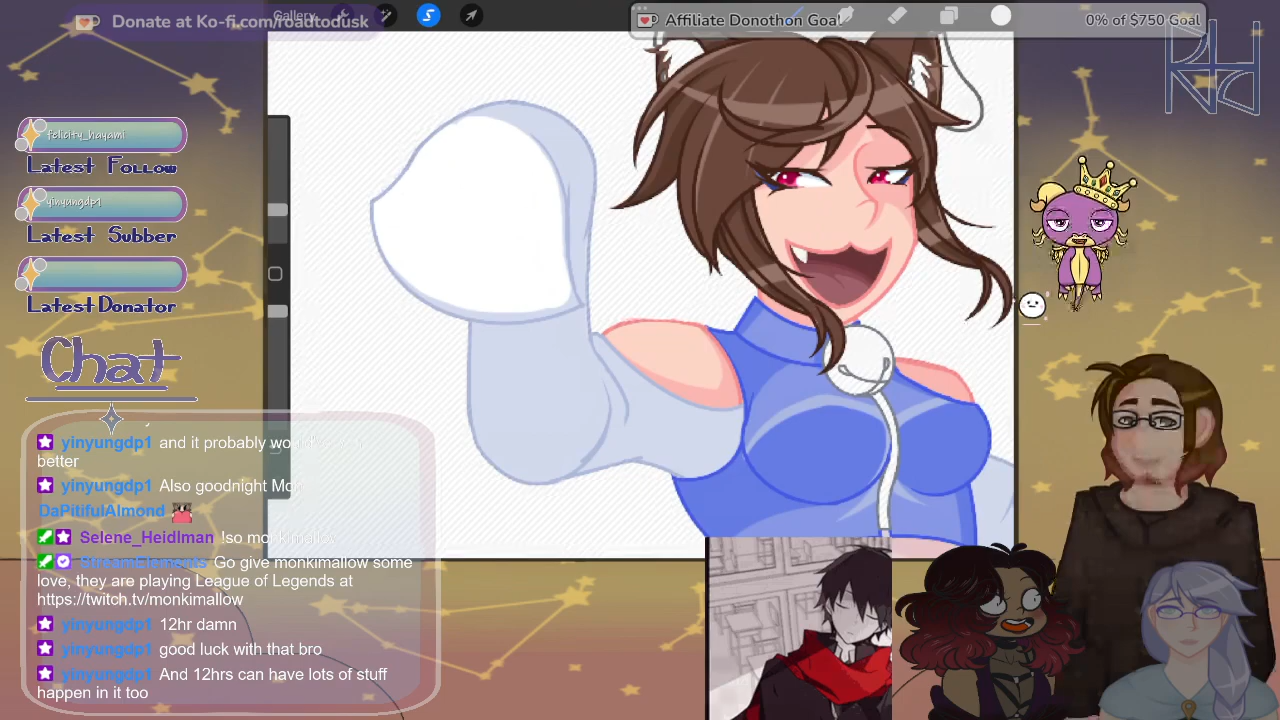 Donate at Ko-fi.com/roadtodusk
Gallery
Affiliate Donothon Goal
0% of $750 Goal
felicity_hayami
Latest Follow
yinyungdp1
Latest Subber
Latest Donator
Chat
yinyungdp1 and it probably
better
yinyungdp1 Also goodnight
DaPitifulAlmond
Selene_Heidlman !so monkimallow
StreamElements Go give monkimallow some
love, they are playing League of Legends at
https://twitch.tv/monkimallow
yinyungdp1 12hr damn
yinyungdp1 good luck with that bro
yinyungdp1 And 12hrs can have lots of stuff
happen in it too